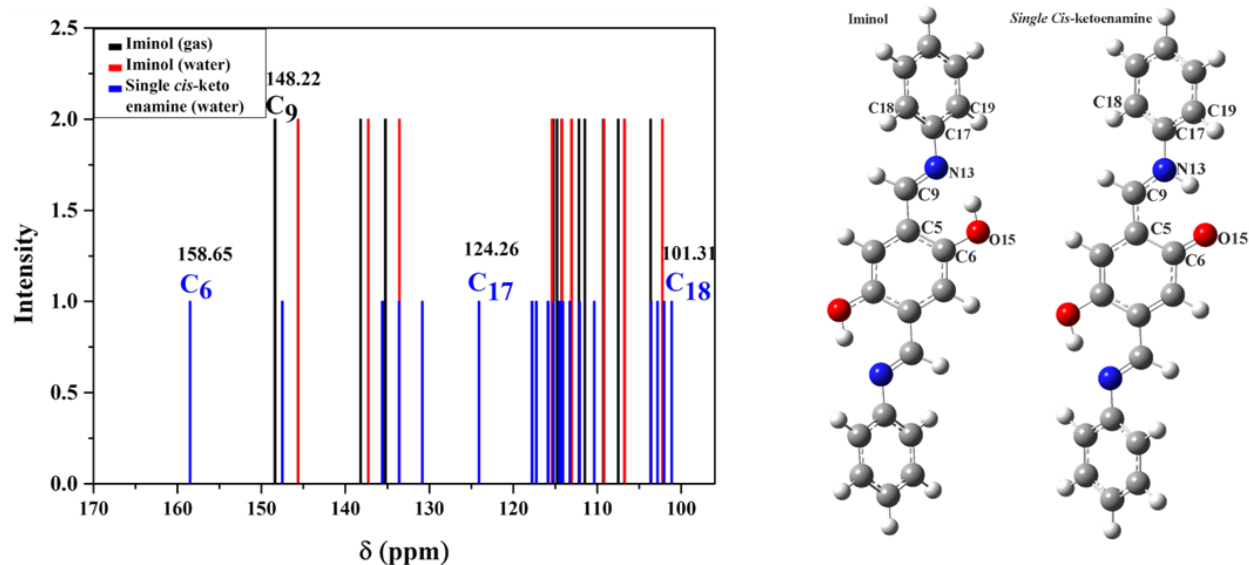 2.5
2.0
1.5
1.0
0.5
0.0
Intensity
170
160
150
140
130
120
110
100
δ (ppm)
Iminol (gas)
Iminol (water)
Single cis-keto
enamine (water)
148.22
C9
158.65
C6
124.26
C17
101.31
C18
Iminol
C18
C19
C17
N13
C9
C5
O15
C6
Single Cis-ketoenamine
C18
C19
C17
N13
C9
C5
O15
C6